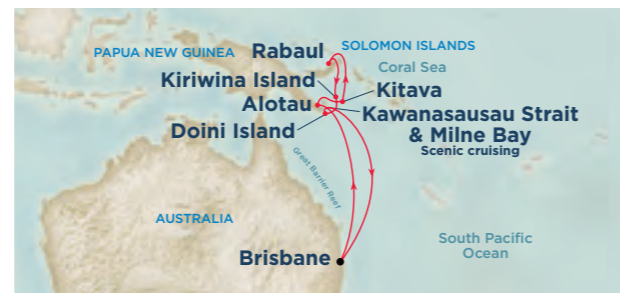 PAPUA NEW GUINEA
Rabaul
SOLOMON ISLANDS
Coral Sea
Kiriwina Island
Kitava
Alotau
Kawanasausau Strait
& Milne Bay
Scenic cruising
Doini Island
Great Barrier Reef
AUSTRALIA
South Pacific
Ocean
Brisbane